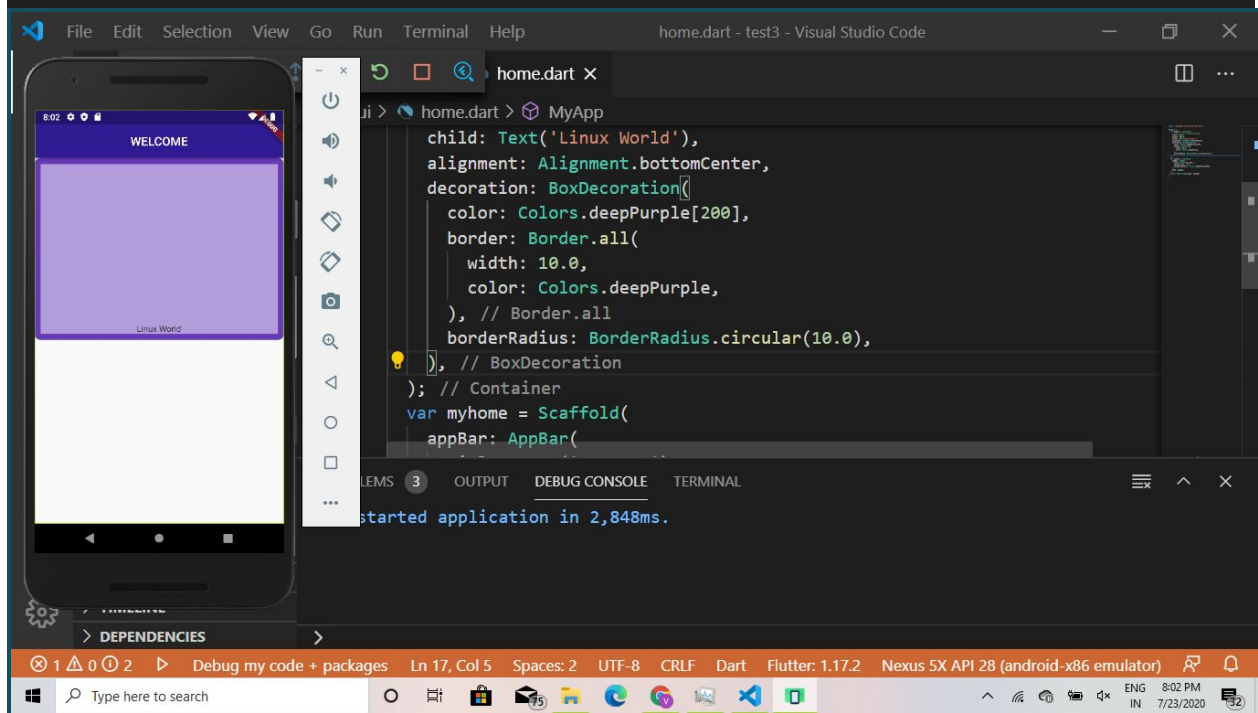 File Edit Selection View Go Run Terminal Help home.dart - test3 - Visual Studio Code
home.dart
ui > home.dart > MyApp
8:02
DEBUG
WELCOME
Linux World
child: Text('Linux World'),
alignment: Alignment.bottomCenter,
decoration: BoxDecoration(
color: Colors.deepPurple[200],
border: Border.all(
width: 10.0,
color: Colors.deepPurple,
), // Border.all
borderRadius: BorderRadius.circular(10.0),
), // BoxDecoration
); // Container
var myhome = Scaffold(
appBar: AppBar(
LEMS 3 OUTPUT DEBUG CONSOLE TERMINAL
started application in 2,848ms.
TIMELINE
> DEPENDENCIES
>
1 0 2 Debug my code + packages Ln 17, Col 5 Spaces: 2 UTF-8 CRLF Dart Flutter: 1.17.2 Nexus 5X API 28 (android-x86 emulator)
Type here to search
75
ENG
IN
8:02 PM
7/23/2020
32